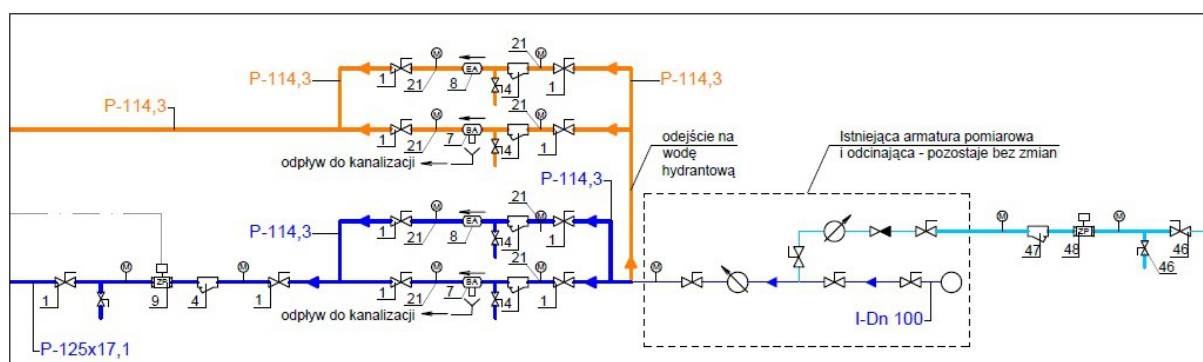 21
M
M
P-114,3
EA
P-114,3
1
21
8
14
1
21
P-114,3
M
M
BA
1
21
7
14
1
odpływ do kanalizacji
odejście na
wodę
hydrantową
Istniejąca armatura pomiarowa
i odcinająca - pozostaje bez zmian
P-114,3
21
M
M
P-114,3
EA
1
21
8
14
1
M
M
47
ZP
48
M
46
46
21
M
ZP
M
M
BA
M
M
1
9
4
1
1
21
7
14
1
odpływ do kanalizacji
I-Dn 100
P-125x17,1